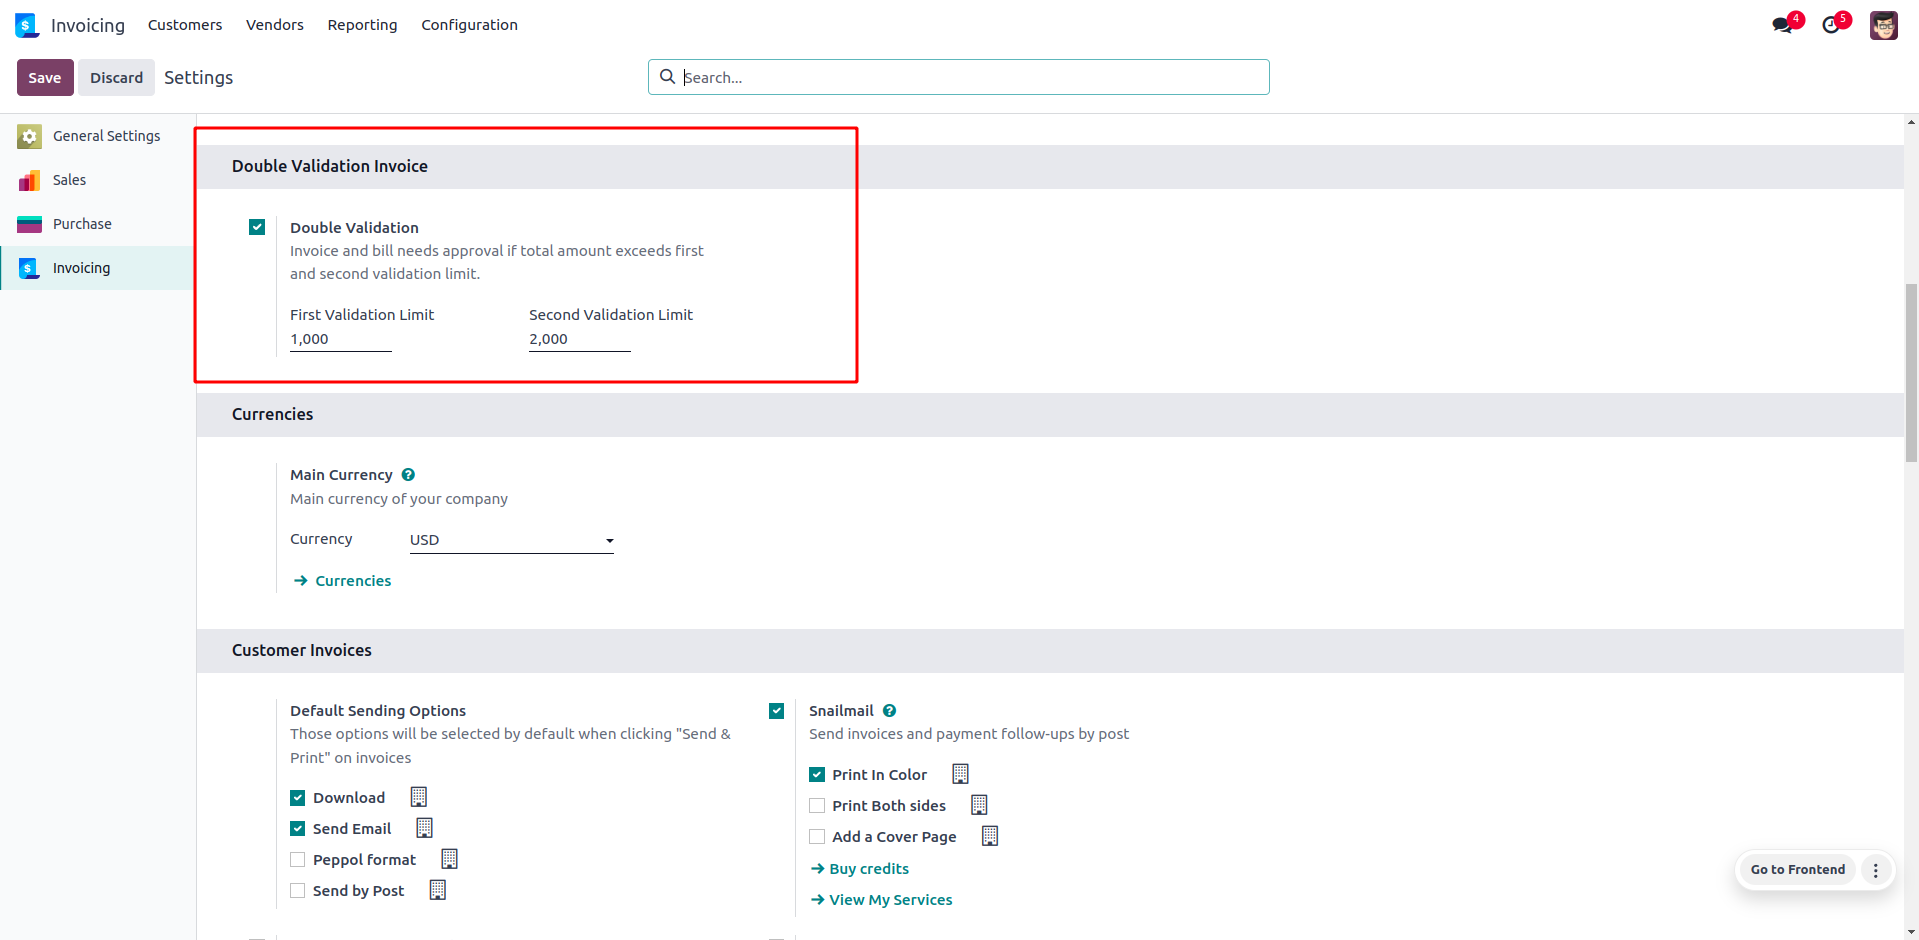 Invoicing
Customers
Vendors
Reporting
Configuration
4
5
Save
Discard
Settings
Search...
General Settings
Sales
Purchase
Invoicing
Double Validation Invoice
Double Validation
Invoice and bill needs approval if total amount exceeds first
and second validation limit.
First Validation Limit
Second Validation Limit
1,000
2,000
Currencies
Main Currency ?
Main currency of your company
Currency
USD
→ Currencies
Customer Invoices
Default Sending Options
Those options will be selected by default when clicking "Send &
Print" on invoices
Download
Send Email
Peppol format
Send by Post
Snailmail ?
Send invoices and payment follow-ups by post
Print In Color
Print Both sides
Add a Cover Page
→ Buy credits
→ View My Services
Go to Frontend